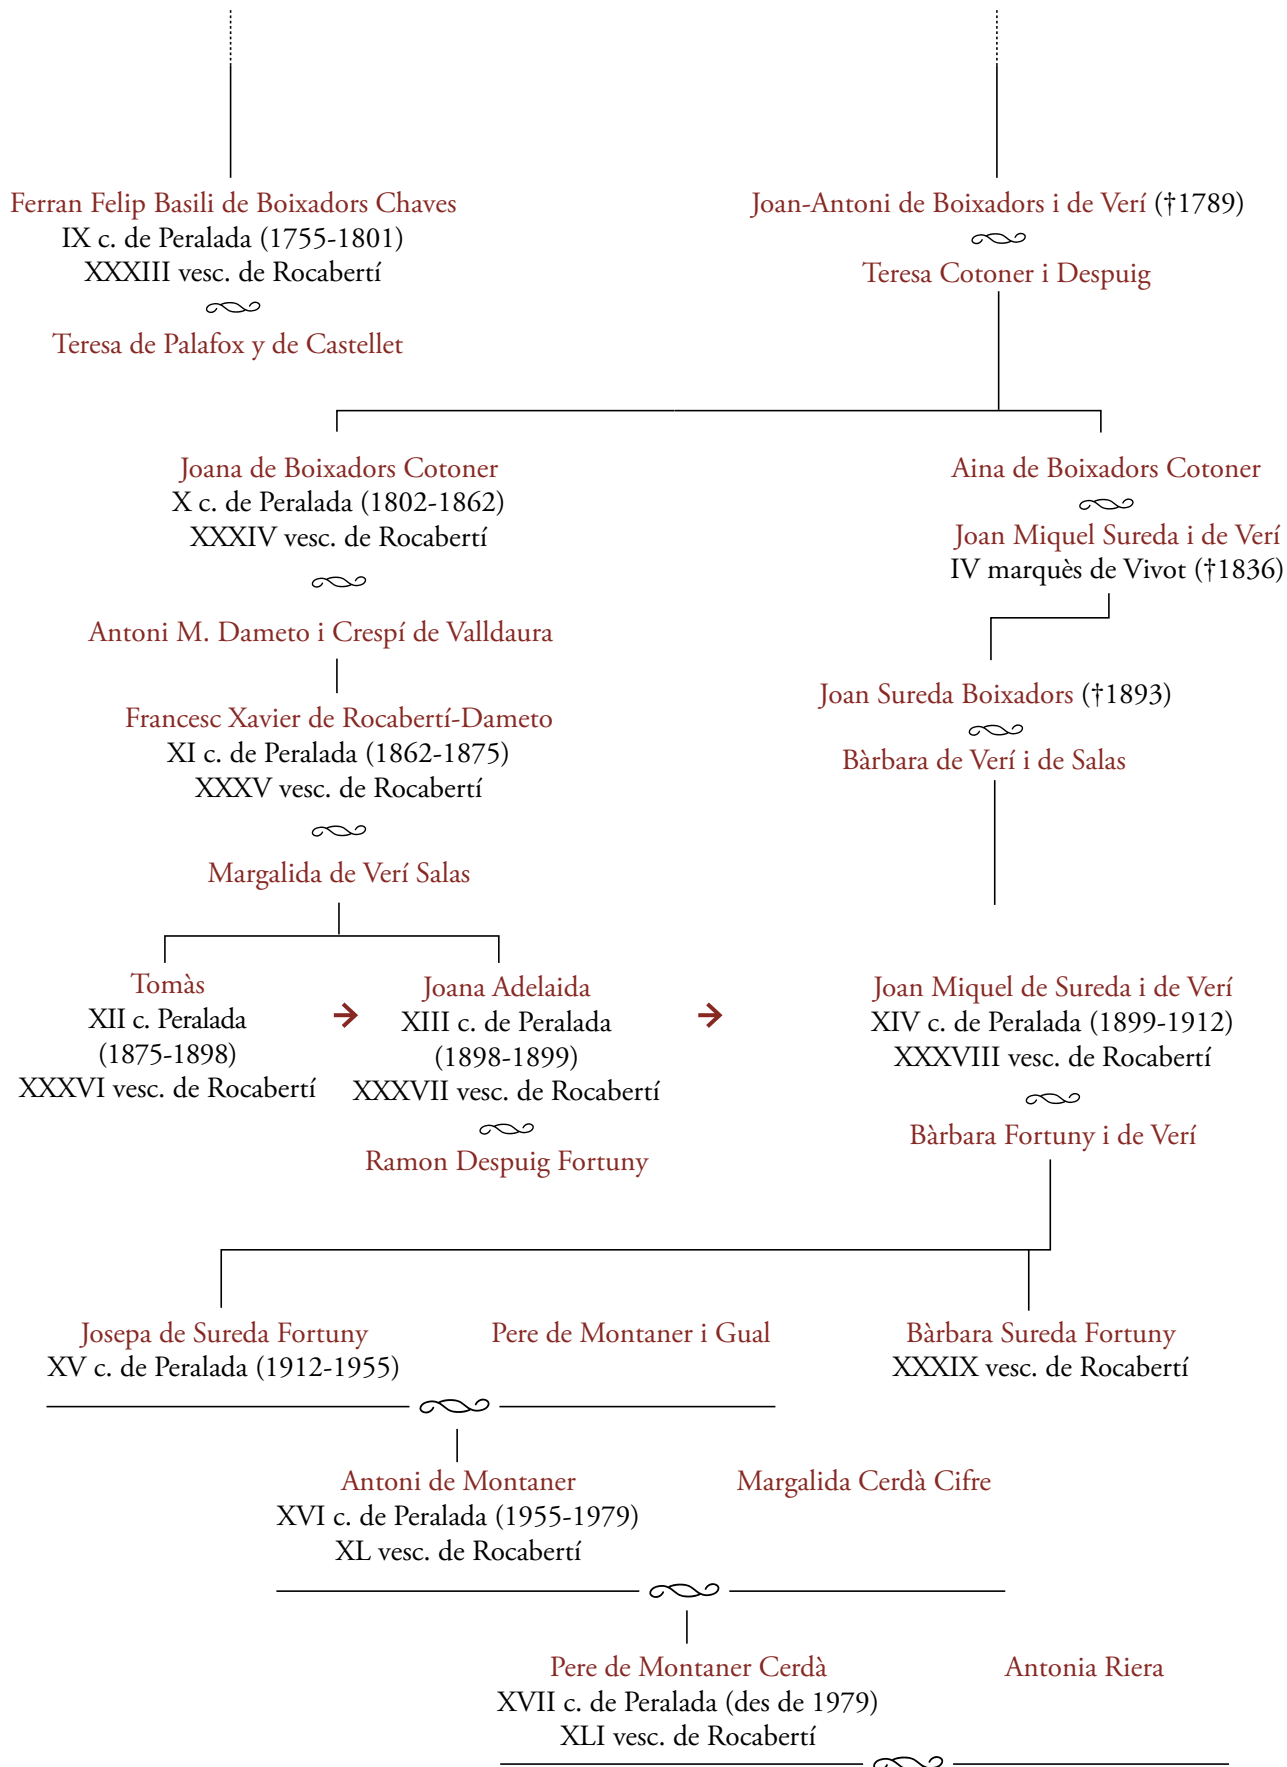 Ferran Felip Basili de Boixadors Chaves
IX c. de Peralada (1755-1801)
XXXIII vesc. de Rocabertí
Teresa de Palafox y de Castellet
Joan-Antoni de Boixadors i de Verí (†1789)
Teresa Cotoner i Despuig
Joana de Boixadors Cotoner
X c. de Peralada (1802-1862)
XXXIV vesc. de Rocabertí
Antoni M. Dameto i Crespí de Valldaura
Aina de Boixadors Cotoner
Joan Miquel Sureda i de Verí
IV marquès de Vivot (†1836)
Francesc Xavier de Rocabertí-Dameto
XI c. de Peralada (1862-1875)
XXXV vesc. de Rocabertí
Margalida de Verí Salas
Joan Sureda Boixadors (†1893)
Bàrbara de Verí i de Salas
Tomàs
XII c. Peralada
(1875-1898)
XXXVI vesc. de Rocabertí
Joana Adelaida
XIII c. de Peralada
(1898-1899)
XXXVII vesc. de Rocabertí
Ramon Despuig Fortuny
Joan Miquel de Sureda i de Verí
XIV c. de Peralada (1899-1912)
XXXVIII vesc. de Rocabertí
Bàrbara Fortuny i de Verí
Josepa de Sureda Fortuny
XV c. de Peralada (1912-1955)
Pere de Montaner i Gual
Bàrbara Sureda Fortuny
XXXIX vesc. de Rocabertí
Antoni de Montaner
XVI c. de Peralada (1955-1979)
XL vesc. de Rocabertí
Margalida Cerdà Cifre
Pere de Montaner Cerdà
XVII c. de Peralada (des de 1979)
XLI vesc. de Rocabertí
Antonia Riera